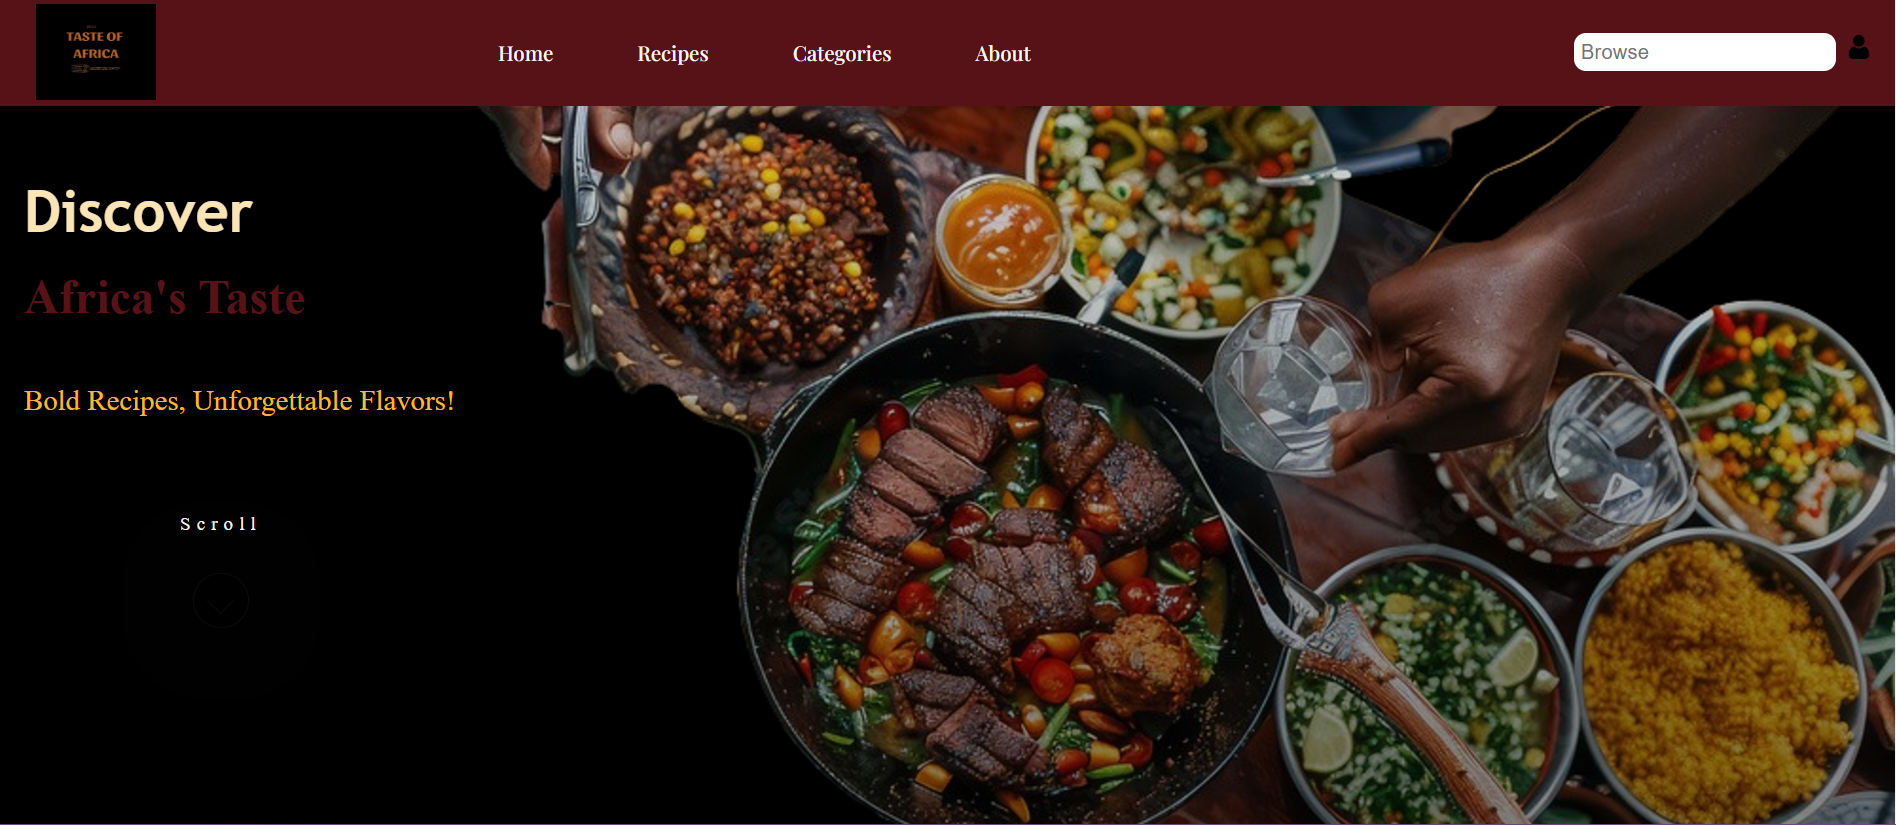 TASTE OF
AFRICA
Home
Recipes
Categories
About
Browse
Discover
Africa's Taste
Bold Recipes, Unforgettable Flavors!
Scroll